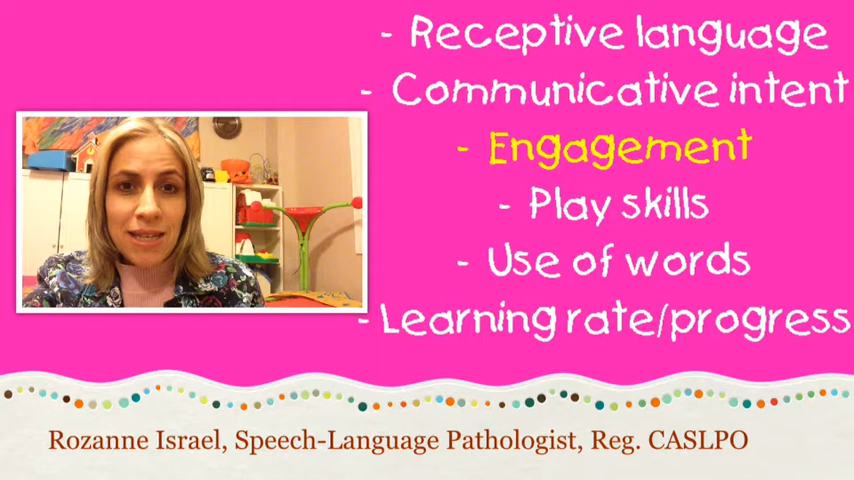 - Receptive language
- Communicative intent
- Engagement
- Play skills
- Use of words
- Learning rate/progress
Rozanne Israel, Speech-Language Pathologist, Reg. CASLPO